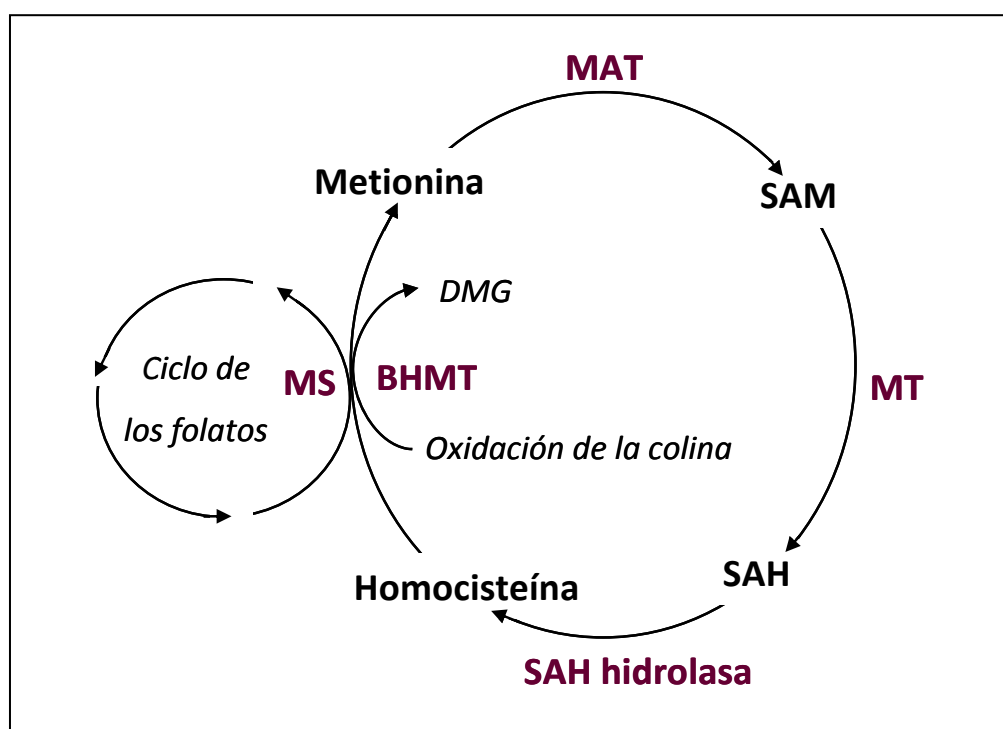 MAT
Metionina
SAM
DMG
Ciclo de
los folatos
MS
BHMT
MT
Oxidación de la colina
SAH
Homocisteína
SAH hidrolasa